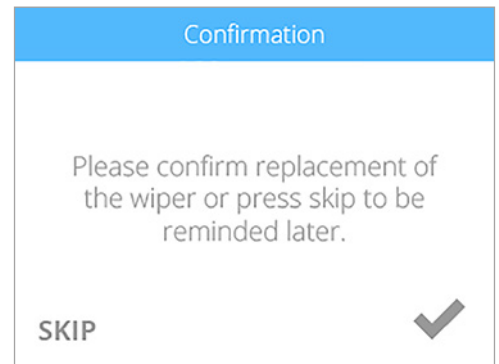 Confirmation
Please confirm replacement of
the wiper or press skip to be
reminded later.
SKIP